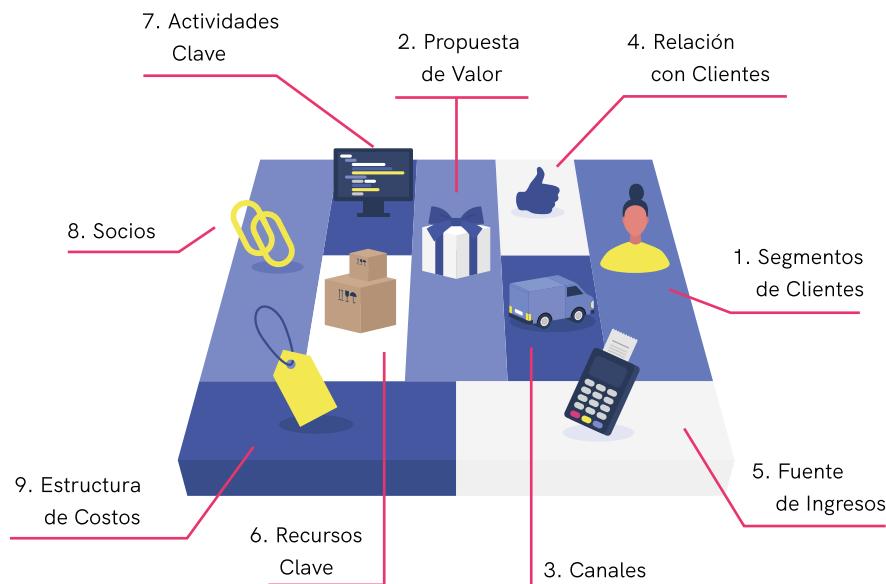 7. Actividades
Clave
2. Propuesta
de Valor
4. Relación
con Clientes
8. Socios
1. Segmentos
de Clientes
9. Estructura
de Costos
5. Fuente
de Ingresos
6. Recursos
Clave
3. Canales